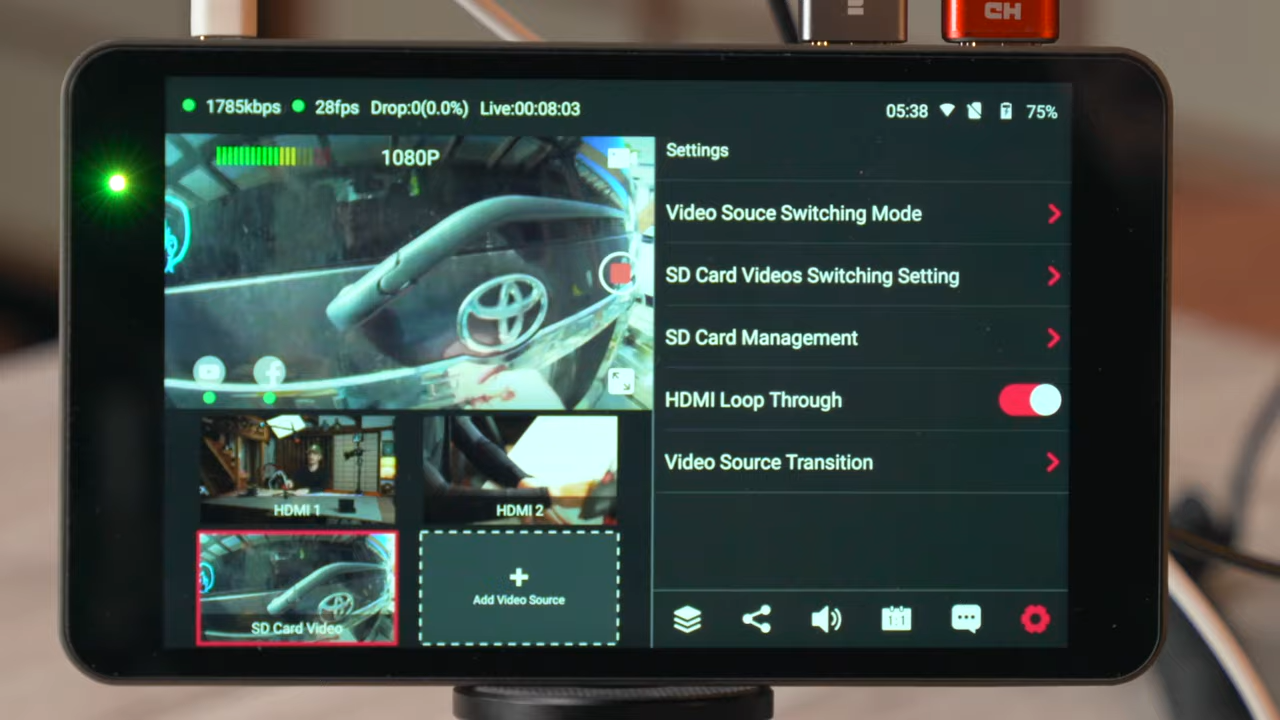 1785kbps 28fps Drop:0(0.0%) Live:00:08:03
05:38 75%
1080P
HDMI 1
HDMI 2
SD Card Video
Add Video Source
Settings
Video Souce Switching Mode
SD Card Videos Switching Setting
SD Card Management
HDMI Loop Through
Video Source Transition
1:1